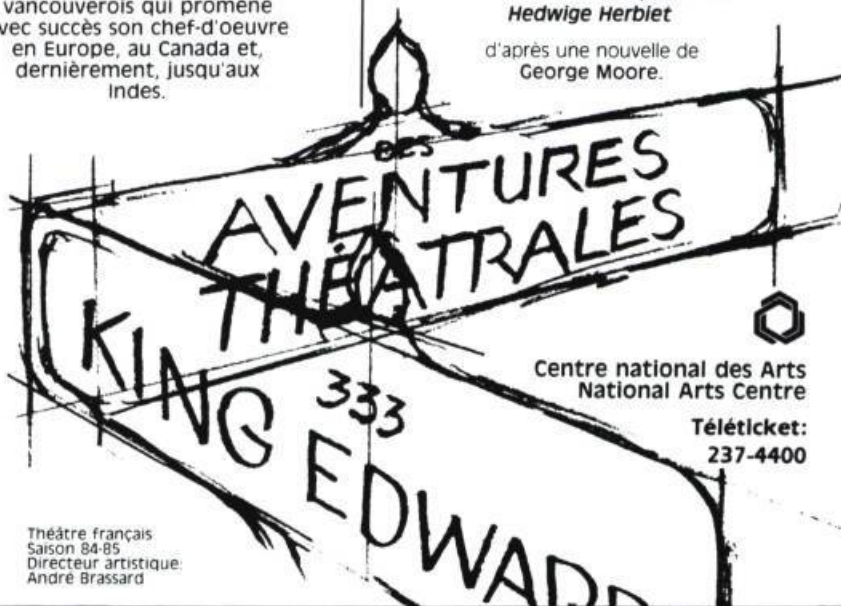 vancouverois qui promène
avec succès son chef-d'oeuvre
en Europe, au Canada et,
dernièrement, jusqu'aux
Indes.
Hedwige Herbiet
d'après une nouvelle de
George Moore.
DES
AVENTURES
THÉATRALES
333
KING EDWARD
Centre national des Arts
National Arts Centre
Téléticket:
237-4400
Théâtre français
Saison 84-85
Directeur artistique:
André Brassard